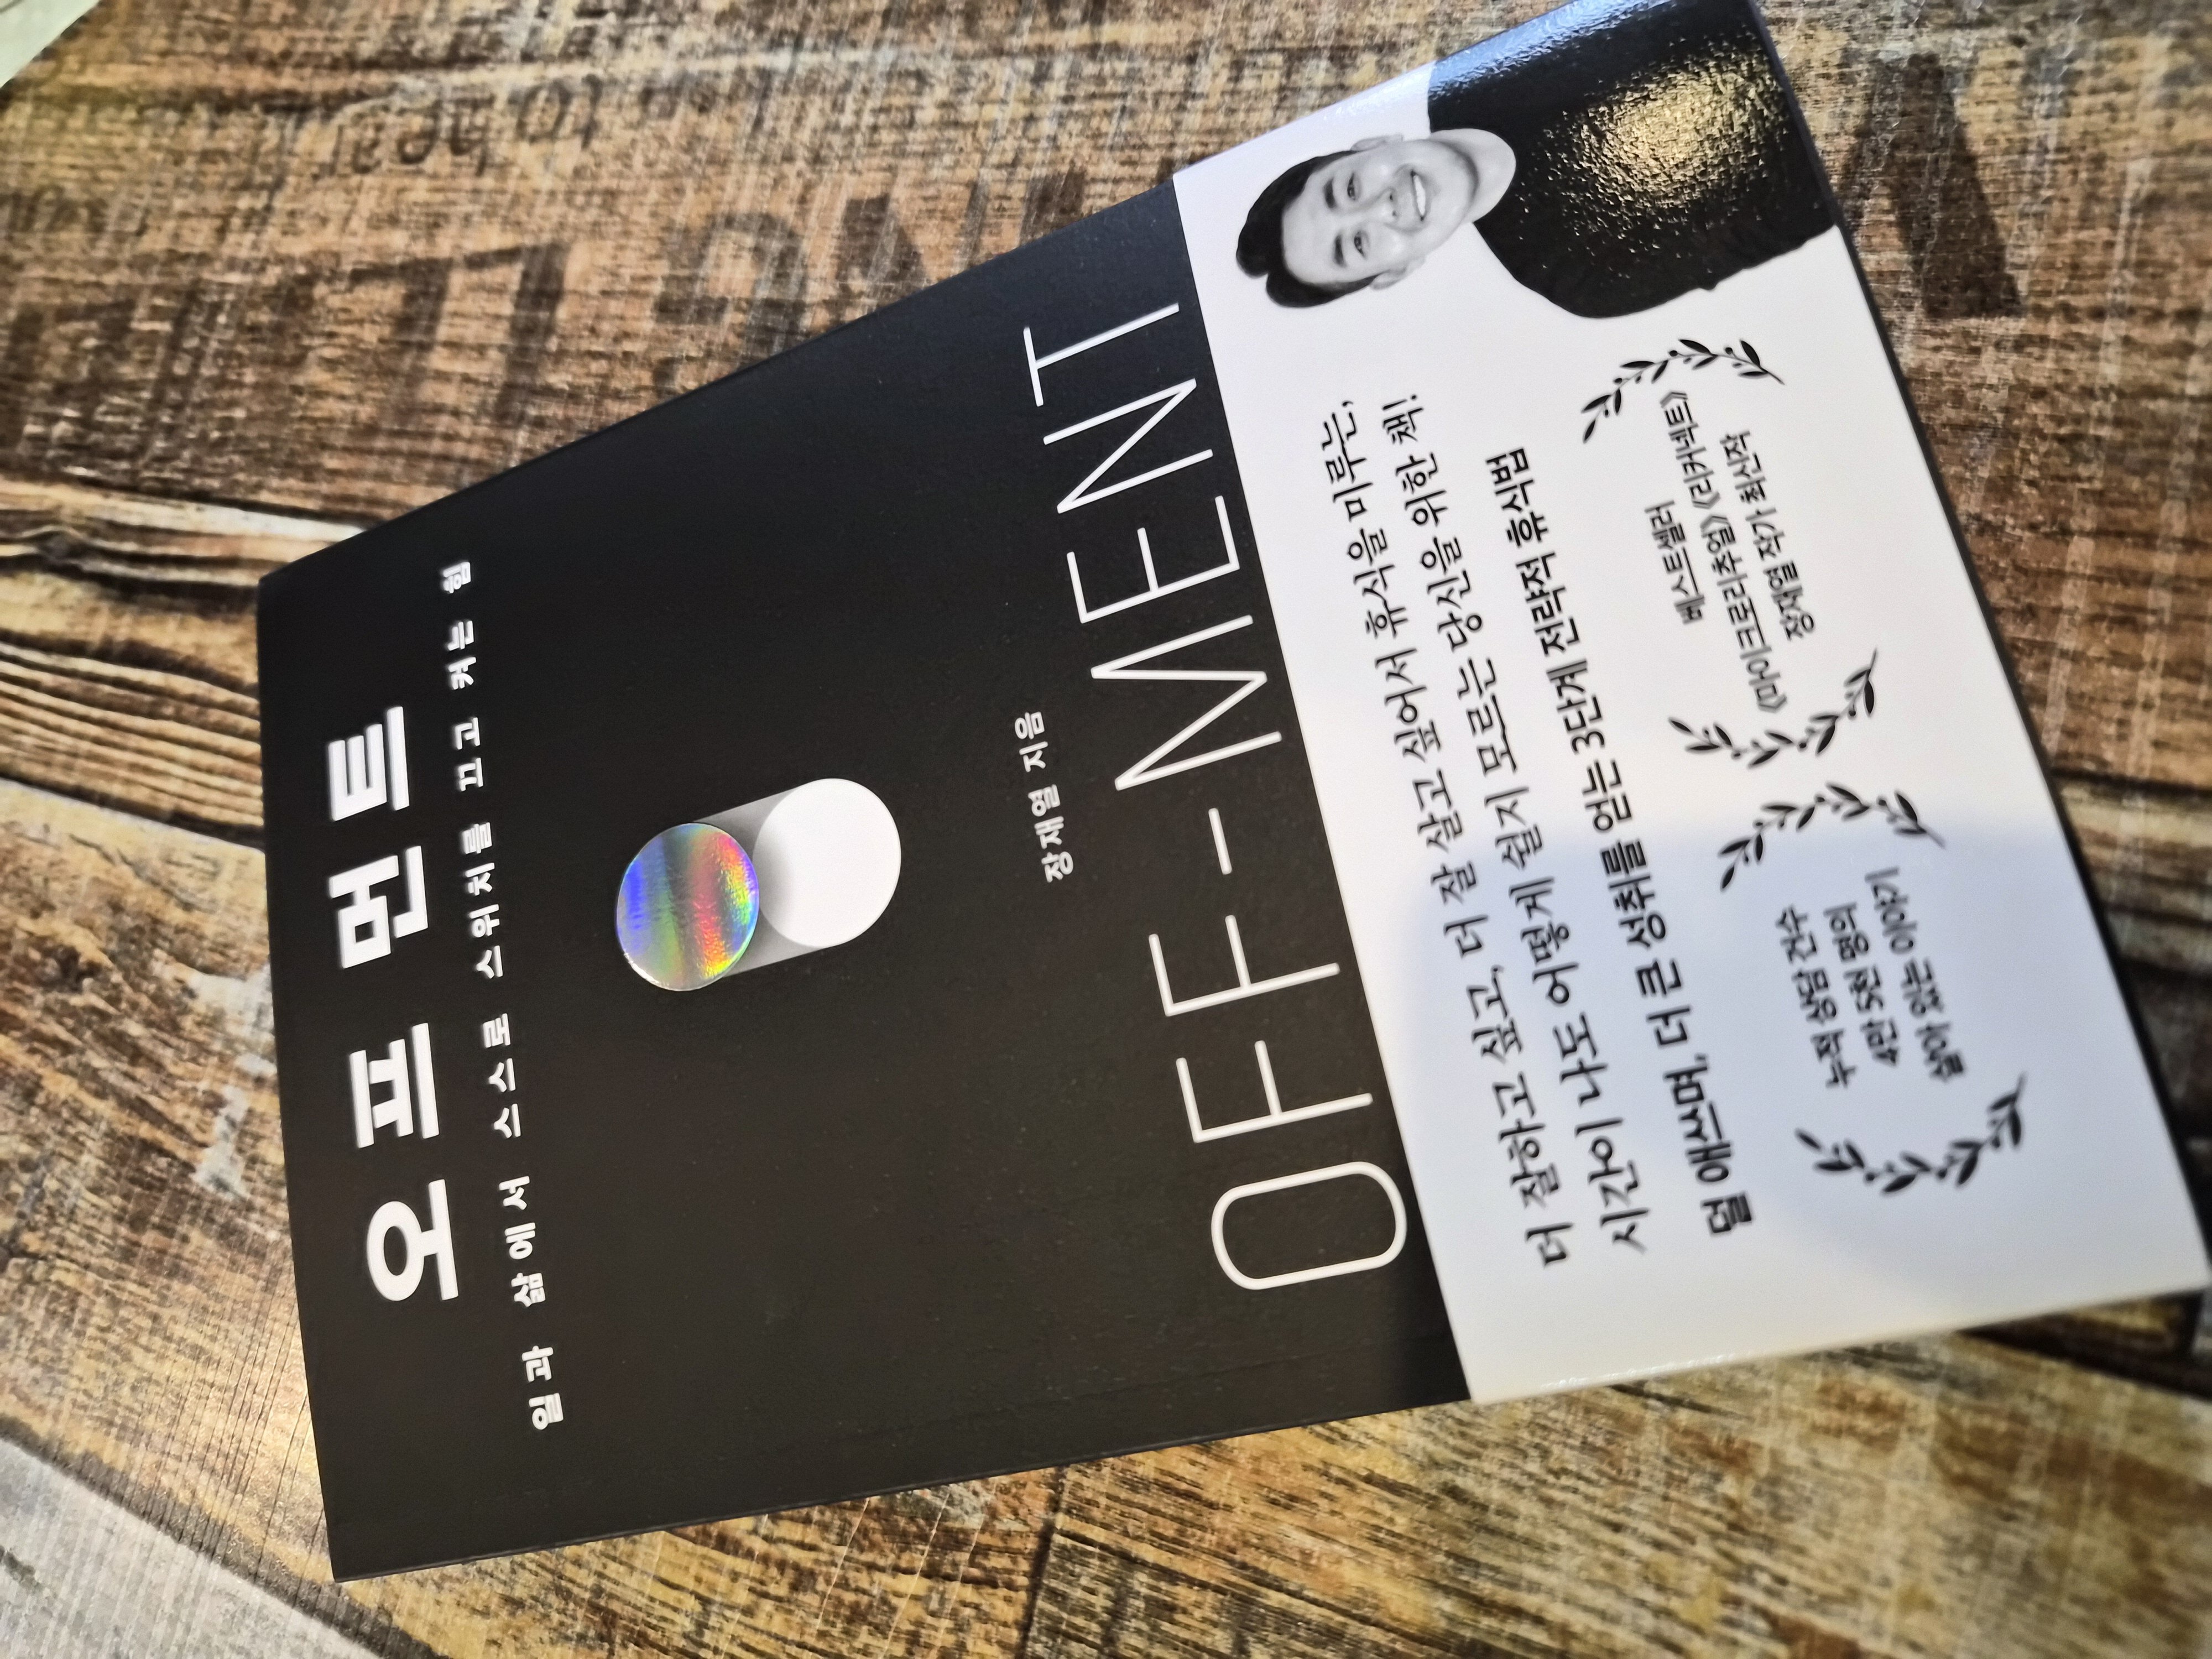 오프먼트
일과 삶에서 스스로 스위치를 끄고 켜는 힘
장재열 지음
OFF-MENT
더 잘하고 싶고, 더 잘 살고 싶어서 휴식을 미루는,
시간이 나도 어떻게 쉴지 모르는 당신을 위한 책!
덜 애쓰며, 더 큰 성취를 얻는 3단계 전략적 휴식법
누적 상담 건수
4만 5천 명의
살아 있는 이야기
베스트셀러
《마이크로리추얼》《리커넥트》
장재열 작가 최신작
to hear